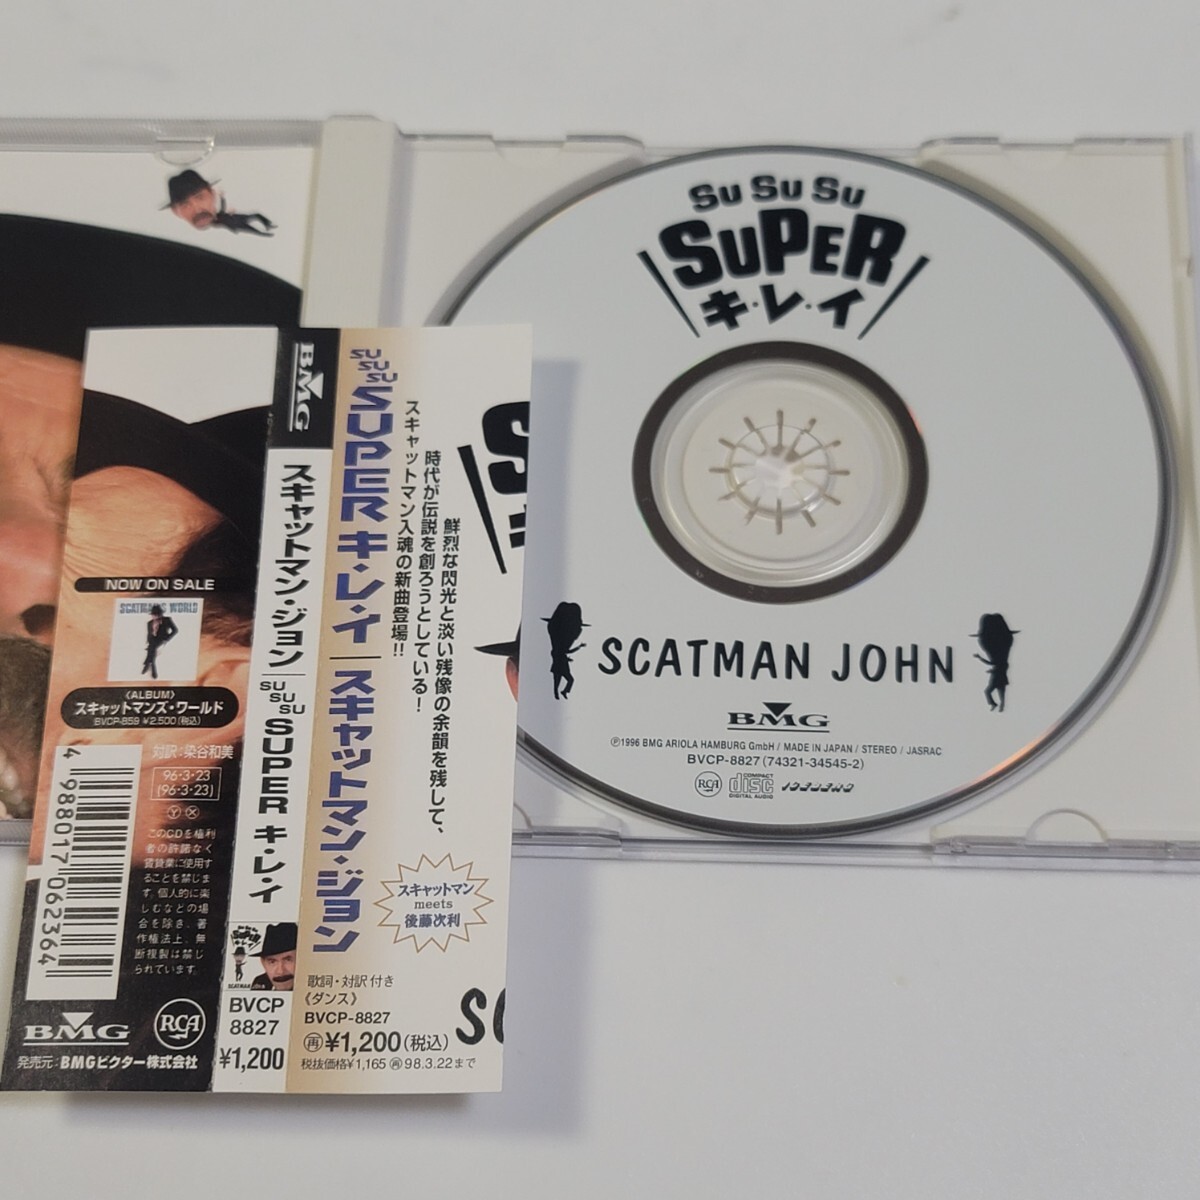 Su Su Su
SUPER
キ・レ・イ
SCATMAN JOHN
BMG
℗1996 BMG ARIOLA HAMBURG GmbH / MADE IN JAPAN / STEREO / JASRAC
BVCP-8827 (74321-34545-2)
RCA
COMPACT
disc
DIGITAL AUDIO
ICEBERG
鮮烈な閃光と淡い残像の余韻を残して、
時代が伝説を創ろうとしている!
スキャットマン入魂の新曲登場!!
SU SU SU SUPER キ・レ・イ | スキャットマン・ジョン
スキャットマン
meets
後藤次利
歌詞・対訳付き
《ダンス》
BVCP-8827
再¥1,200(税込)
税抜価格¥1,165 再98.3.22まで
BMG
スキャットマン・ジョン SU SU SU SUPER キ・レ・イ
SUPER
SCATMAN JOHN
BVCP
8827
¥1,200
NOW ON SALE
SCATMAN'S WORLD
《ALBUM》
スキャットマンズ・ワールド
BVCP-859 ¥2,500(税込)
対訳:染谷和美
96・3・23
(96・3・23)
Ⓨ Ⓧ
このCDを権利
者の許諾なく
賃貸業に使用す
ることを禁じま
す。個人的に楽
しむなどの場
合を除き、著
作権法上、無
断複製は禁じ
られています。
4 988017 062364
BMG
RCA
発売元:BMGビクター株式会社